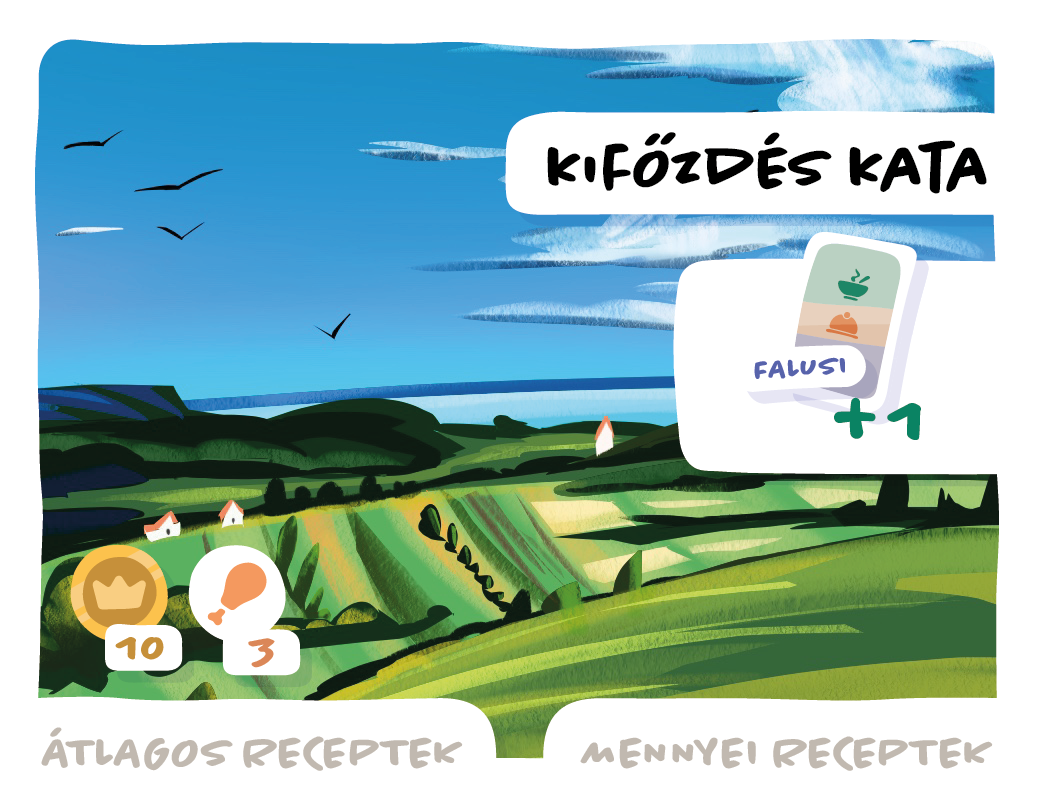 KIFŐZDÉS KATA
FALUSI
+1
10
3
ÁTLAGOS RECEPTEK
MENNYEI RECEPTEK